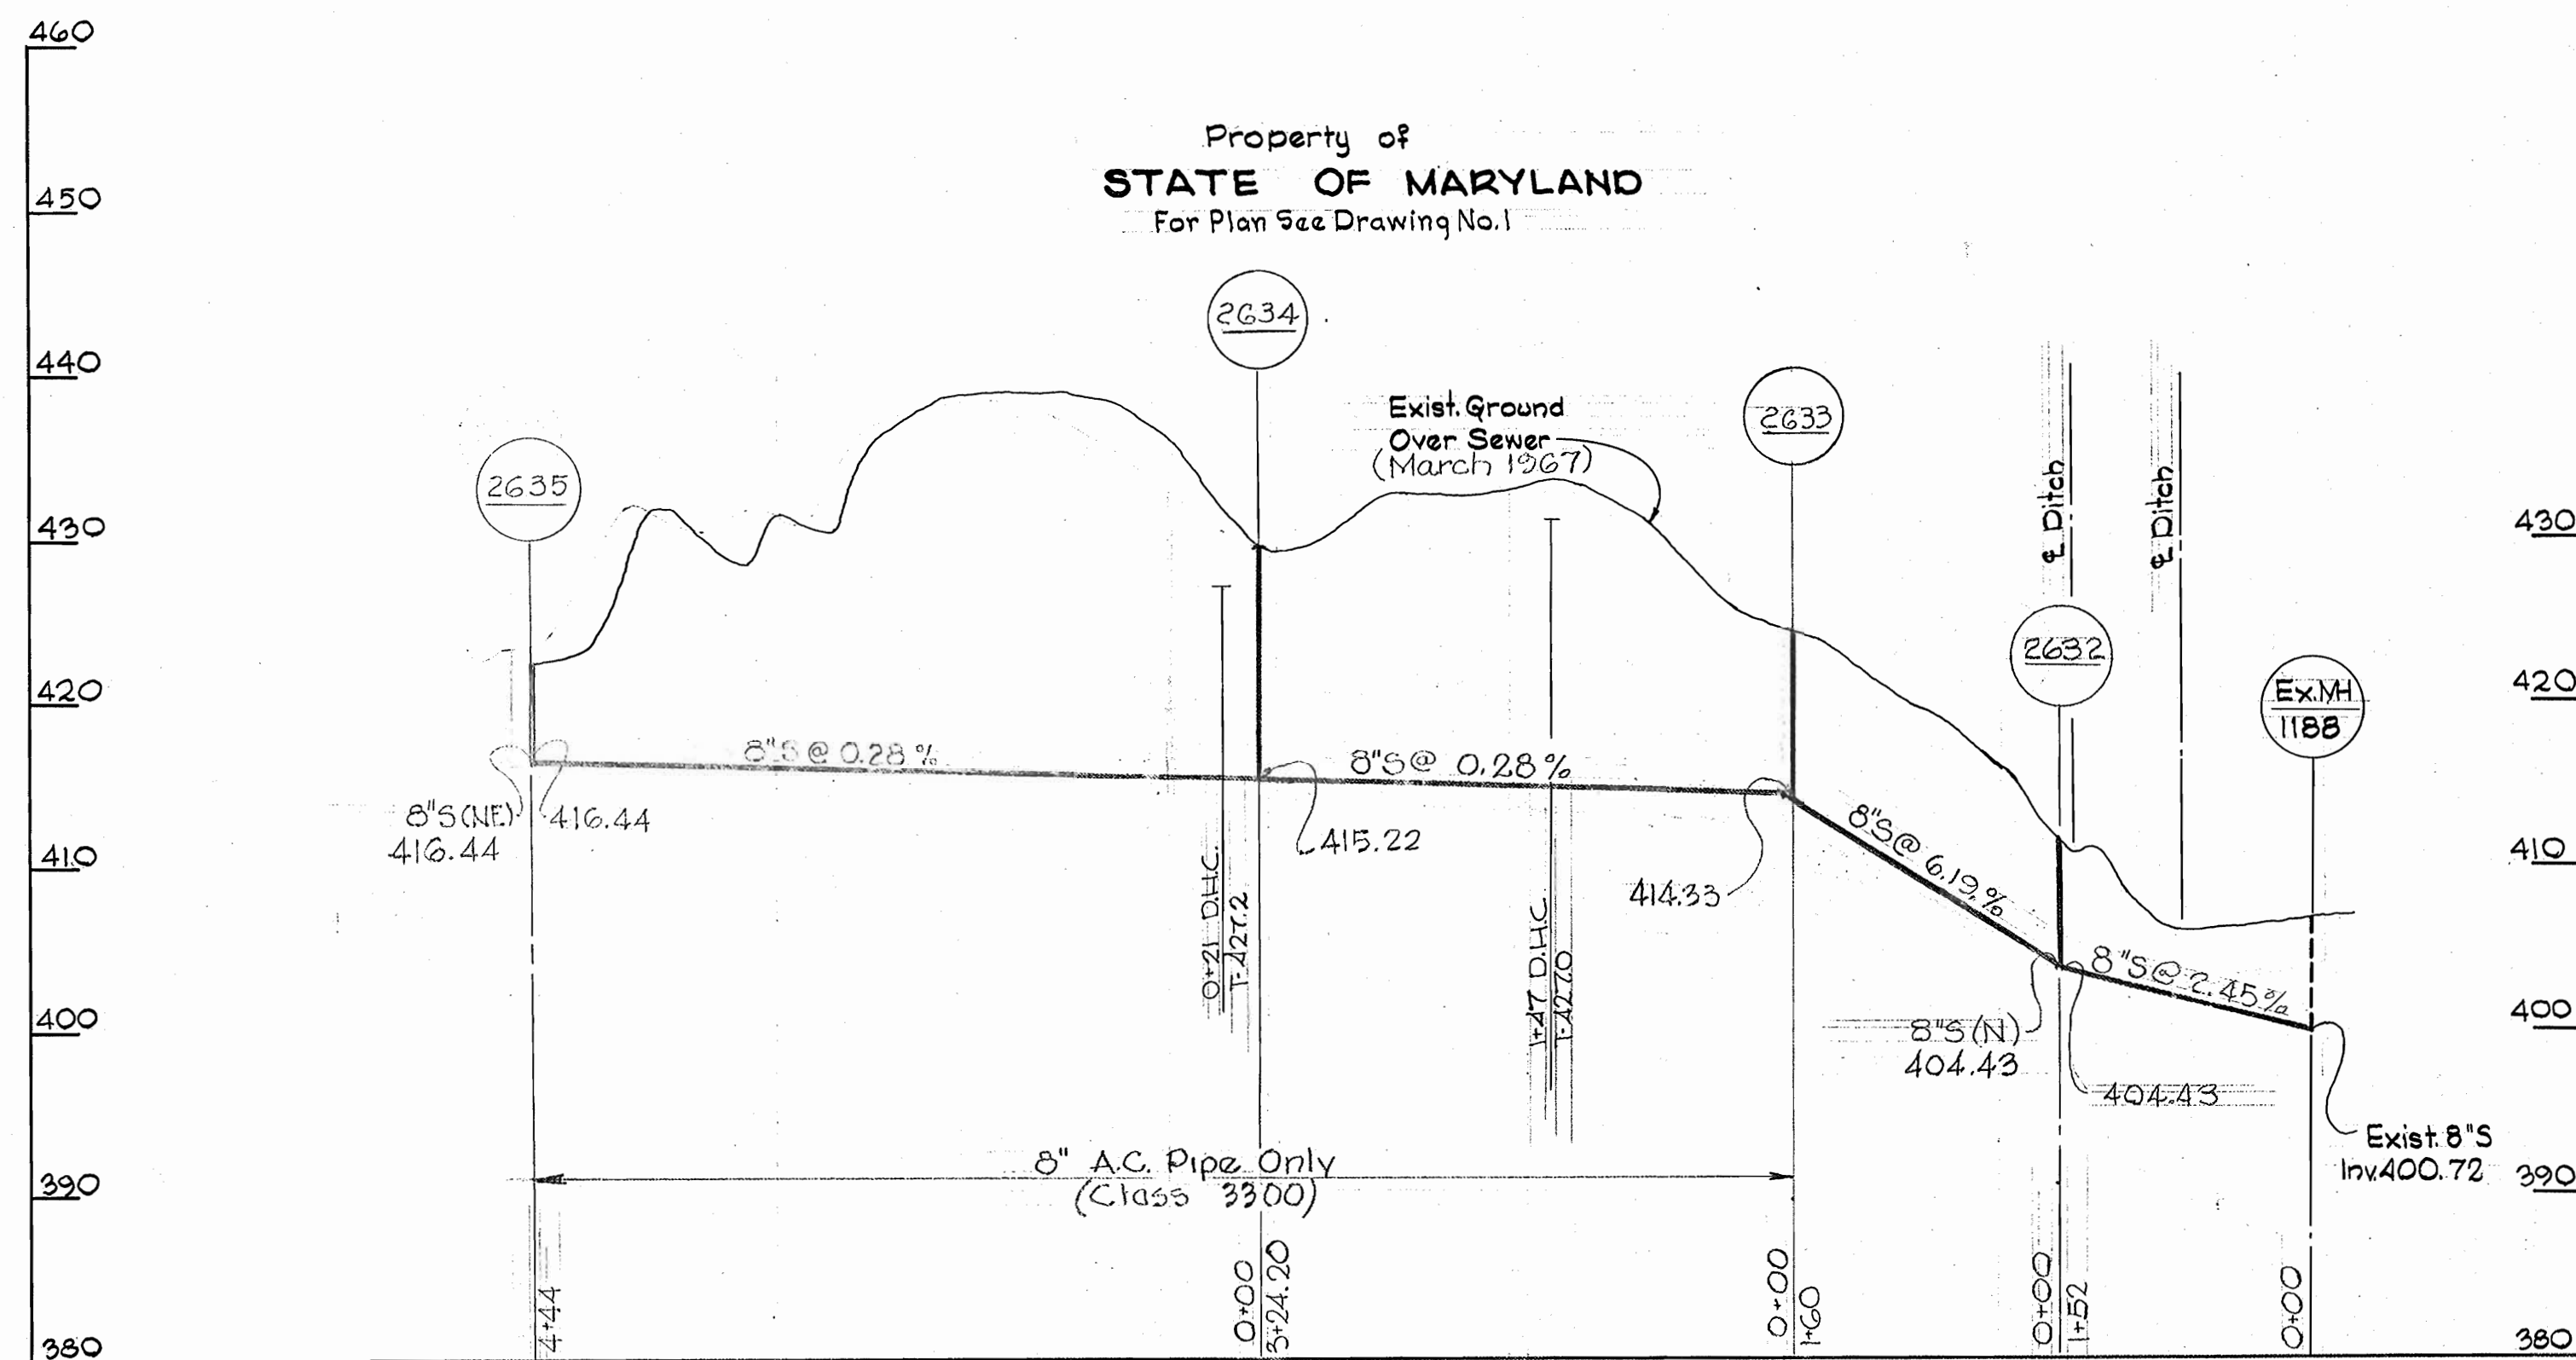 460
Property of
STATE OF MARYLAND
For Plan See Drawing No.1
450
440
430
420
410
400
390
380
2635
2634
2633
2632
Ex.MH
1188
Exist. Ground
Over Sewer
(March 1967)
℄ Ditch
℄ Ditch
430
420
410
400
390
380
8"S @ 0.28 %
8"S @ 0.28 %
8"S @ 6.19 %
8"S @ 2.45 %
8"S (NE)
416.44
416.44
415.22
414.33
0+21 D.H.C.
T-427.2
1+47 D.H.C.
T-427.0
8"S (N)
404.43
404.43
Exist. 8"S
Inv. 400.72
8" A.C. Pipe Only
(Class 3300)
4+44
0+00
3+24.20
0+00
1+60
0+00
1+52
0+00